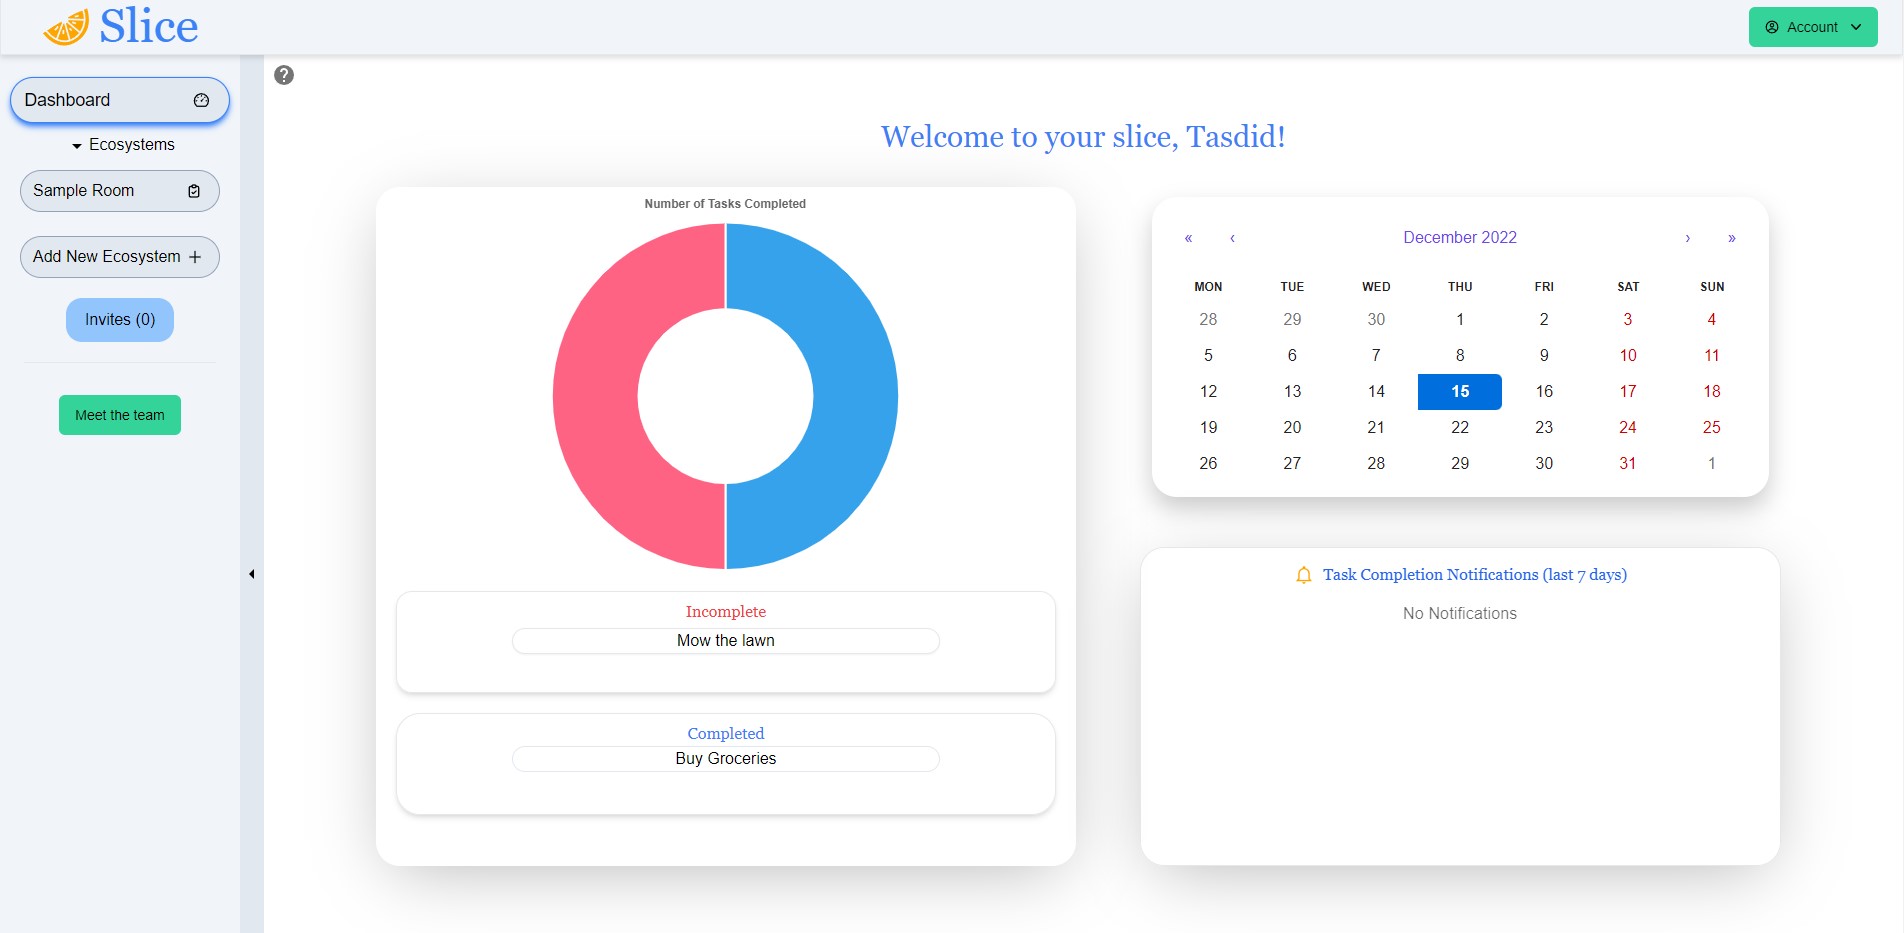 Slice
Account
Dashboard
Ecosystems
Sample Room
Add New Ecosystem +
Invites (0)
Meet the team
?
Welcome to your slice, Tasdid!
Number of Tasks Completed
Incomplete
Mow the lawn
Completed
Buy Groceries
« ‹ December 2022 › »
MON TUE WED THU FRI SAT SUN
28 29 30 1 2 3 4
5 6 7 8 9 10 11
12 13 14 15 16 17 18
19 20 21 22 23 24 25
26 27 28 29 30 31 1
Task Completion Notifications (last 7 days)
No Notifications